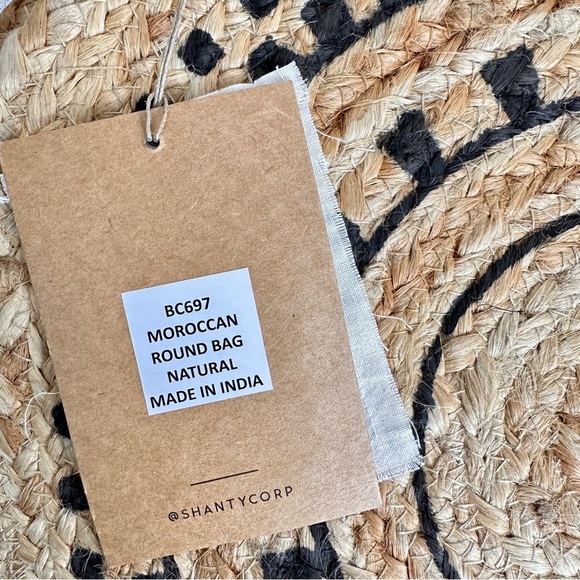 BC697
MOROCCAN
ROUND BAG
NATURAL
MADE IN INDIA
@SHANTYCORP